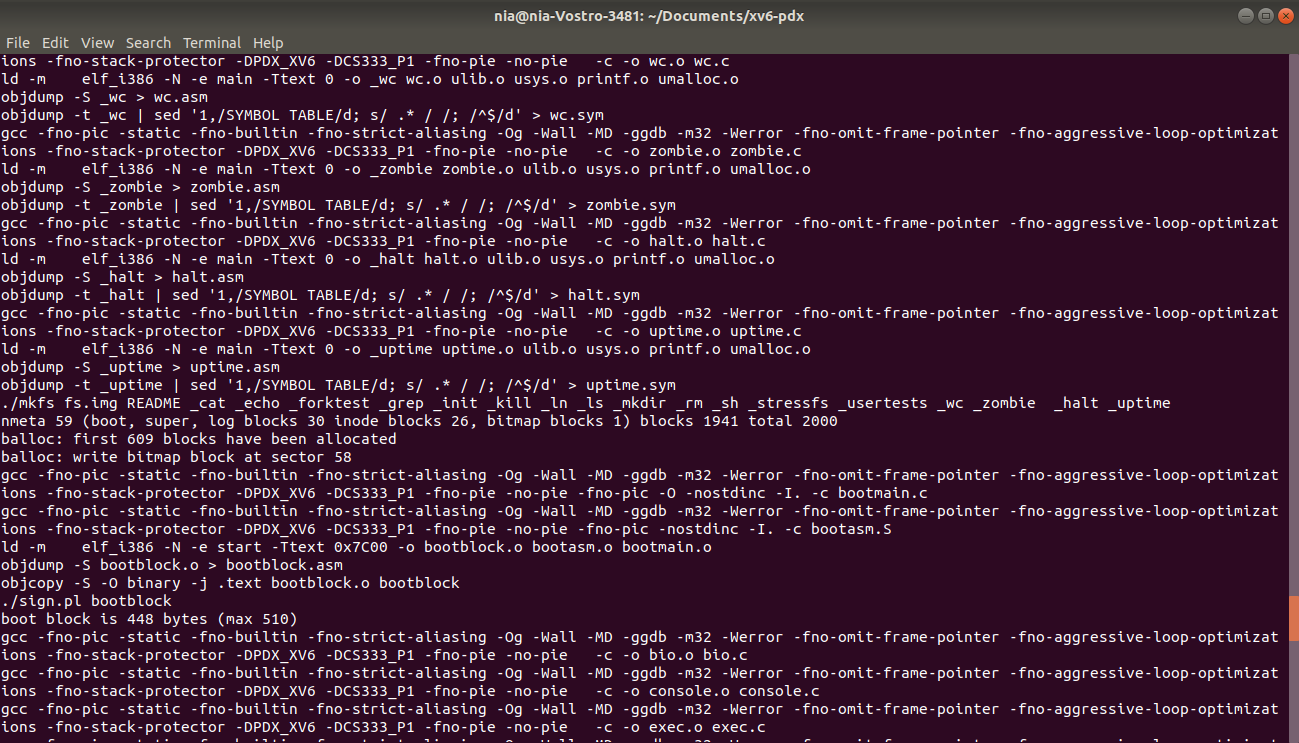 nia@nia-Vostro-3481: ~/Documents/xv6-pdx
File Edit View Search Terminal Help
ions -fno-stack-protector -DPDX_XV6 -DCS333_P1 -fno-pie -no-pie   -c -o wc.o wc.c
ld -m    elf_i386 -N -e main -Ttext 0 -o _wc wc.o ulib.o usys.o printf.o umalloc.o
objdump -S _wc > wc.asm
objdump -t _wc | sed '1,/SYMBOL TABLE/d; s/ .* / /; /^$/d' > wc.sym
gcc -fno-pic -static -fno-builtin -fno-strict-aliasing -Og -Wall -MD -ggdb -m32 -Werror -fno-omit-frame-pointer -fno-aggressive-loop-optimizat
ions -fno-stack-protector -DPDX_XV6 -DCS333_P1 -fno-pie -no-pie   -c -o zombie.o zombie.c
ld -m    elf_i386 -N -e main -Ttext 0 -o _zombie zombie.o ulib.o usys.o printf.o umalloc.o
objdump -S _zombie > zombie.asm
objdump -t _zombie | sed '1,/SYMBOL TABLE/d; s/ .* / /; /^$/d' > zombie.sym
gcc -fno-pic -static -fno-builtin -fno-strict-aliasing -Og -Wall -MD -ggdb -m32 -Werror -fno-omit-frame-pointer -fno-aggressive-loop-optimizat
ions -fno-stack-protector -DPDX_XV6 -DCS333_P1 -fno-pie -no-pie   -c -o halt.o halt.c
ld -m    elf_i386 -N -e main -Ttext 0 -o _halt halt.o ulib.o usys.o printf.o umalloc.o
objdump -S _halt > halt.asm
objdump -t _halt | sed '1,/SYMBOL TABLE/d; s/ .* / /; /^$/d' > halt.sym
gcc -fno-pic -static -fno-builtin -fno-strict-aliasing -Og -Wall -MD -ggdb -m32 -Werror -fno-omit-frame-pointer -fno-aggressive-loop-optimizat
ions -fno-stack-protector -DPDX_XV6 -DCS333_P1 -fno-pie -no-pie   -c -o uptime.o uptime.c
ld -m    elf_i386 -N -e main -Ttext 0 -o _uptime uptime.o ulib.o usys.o printf.o umalloc.o
objdump -S _uptime > uptime.asm
objdump -t _uptime | sed '1,/SYMBOL TABLE/d; s/ .* / /; /^$/d' > uptime.sym
./mkfs fs.img README _cat _echo _forktest _grep _init _kill _ln _ls _mkdir _rm _sh _stressfs _usertests _wc _zombie  _halt _uptime
nmeta 59 (boot, super, log blocks 30 inode blocks 26, bitmap blocks 1) blocks 1941 total 2000
balloc: first 609 blocks have been allocated
balloc: write bitmap block at sector 58
gcc -fno-pic -static -fno-builtin -fno-strict-aliasing -Og -Wall -MD -ggdb -m32 -Werror -fno-omit-frame-pointer -fno-aggressive-loop-optimizat
ions -fno-stack-protector -DPDX_XV6 -DCS333_P1 -fno-pie -no-pie -fno-pic -O -nostdinc -I. -c bootmain.c
gcc -fno-pic -static -fno-builtin -fno-strict-aliasing -Og -Wall -MD -ggdb -m32 -Werror -fno-omit-frame-pointer -fno-aggressive-loop-optimizat
ions -fno-stack-protector -DPDX_XV6 -DCS333_P1 -fno-pie -no-pie -fno-pic -nostdinc -I. -c bootasm.S
ld -m    elf_i386 -N -e start -Ttext 0x7C00 -o bootblock.o bootasm.o bootmain.o
objdump -S bootblock.o > bootblock.asm
objcopy -S -O binary -j .text bootblock.o bootblock
./sign.pl bootblock
boot block is 448 bytes (max 510)
gcc -fno-pic -static -fno-builtin -fno-strict-aliasing -Og -Wall -MD -ggdb -m32 -Werror -fno-omit-frame-pointer -fno-aggressive-loop-optimizat
ions -fno-stack-protector -DPDX_XV6 -DCS333_P1 -fno-pie -no-pie   -c -o bio.o bio.c
gcc -fno-pic -static -fno-builtin -fno-strict-aliasing -Og -Wall -MD -ggdb -m32 -Werror -fno-omit-frame-pointer -fno-aggressive-loop-optimizat
ions -fno-stack-protector -DPDX_XV6 -DCS333_P1 -fno-pie -no-pie   -c -o console.o console.c
gcc -fno-pic -static -fno-builtin -fno-strict-aliasing -Og -Wall -MD -ggdb -m32 -Werror -fno-omit-frame-pointer -fno-aggressive-loop-optimizat
ions -fno-stack-protector -DPDX_XV6 -DCS333_P1 -fno-pie -no-pie   -c -o exec.o exec.c